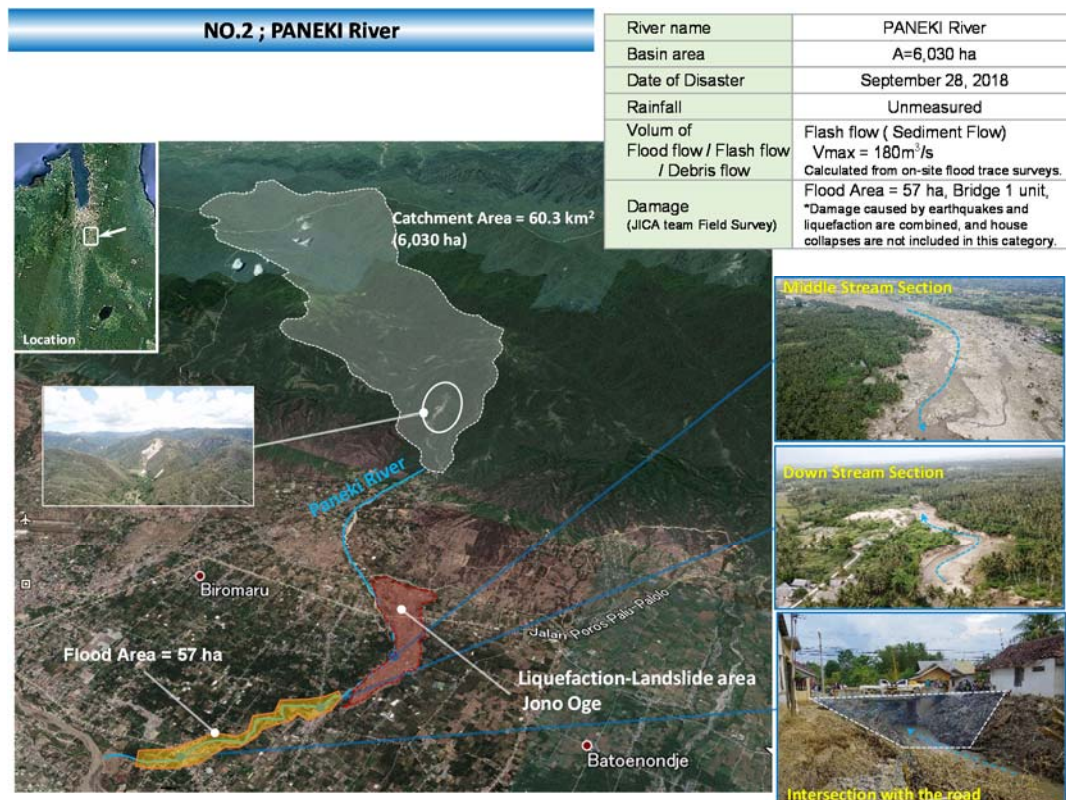 NO.2 ; PANEKI River
River name
PANEKI River
Basin area
A=6,030 ha
Date of Disaster
September 28, 2018
Rainfall
Unmeasured
Volum of
Flood flow / Flash flow
/ Debris flow
Flash flow ( Sediment Flow)
Vmax = 180m³/s
Calculated from on-site flood trace surveys.
Damage
(JICA team Field Survey)
Flood Area = 57 ha, Bridge 1 unit,
*Damage caused by earthquakes and
liquefaction are combined, and house
collapses are not included in this category.
Location
Catchment Area = 60.3 km²
(6,030 ha)
Middle Stream Section
Down Stream Section
Paneki River
Biromaru
Jalan Poros Palu-Palolo
Flood Area = 57 ha
Liquefaction-Landslide area
Jono Oge
Batoenondje
Intersection with the road